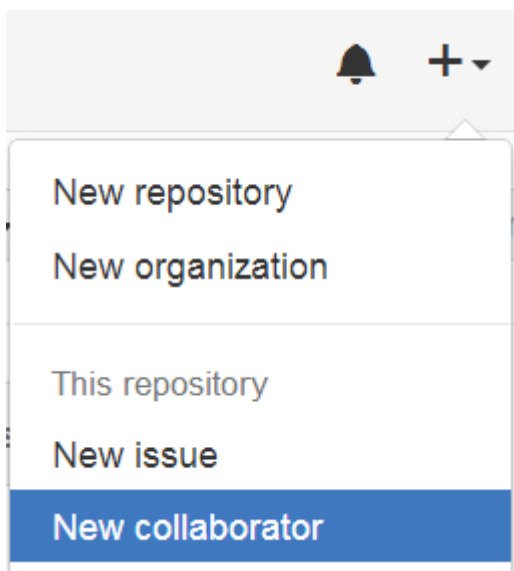 New repository
New organization
This repository
New issue
New collaborator